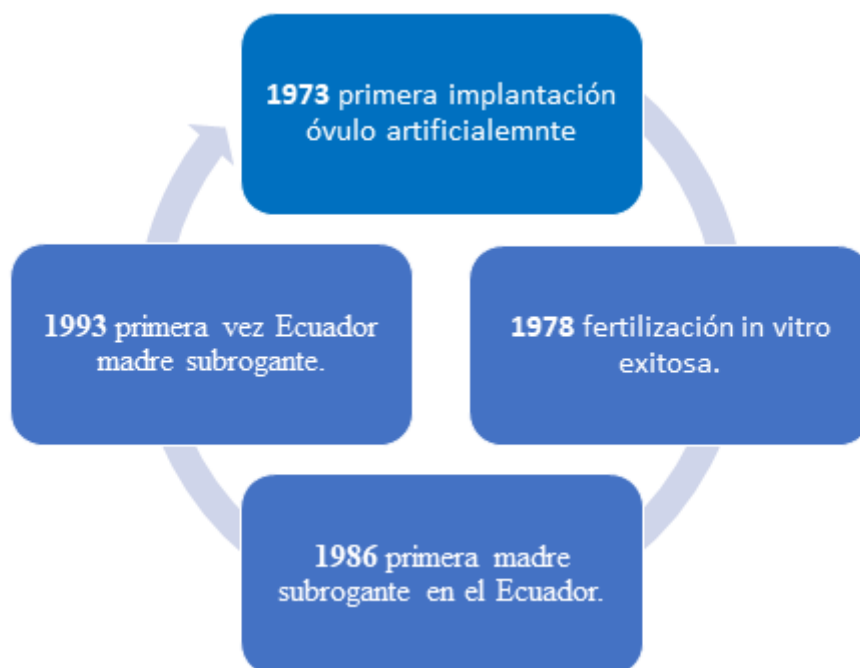 1973 primera implantación
óvulo artificialemnte
1978 fertilización in vitro
exitosa.
1986 primera madre
subrogante en el Ecuador.
1993 primera vez Ecuador
madre subrogante.